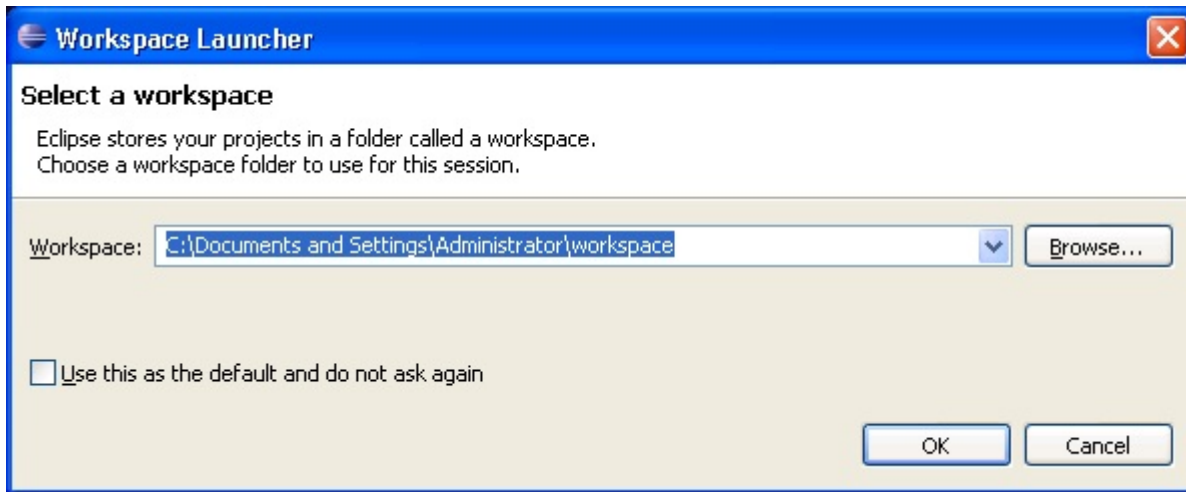 Workspace Launcher
Select a workspace
Eclipse stores your projects in a folder called a workspace.
Choose a workspace folder to use for this session.
Workspace: C:\Documents and Settings\Administrator\workspace Browse...
Use this as the default and do not ask again
OK Cancel